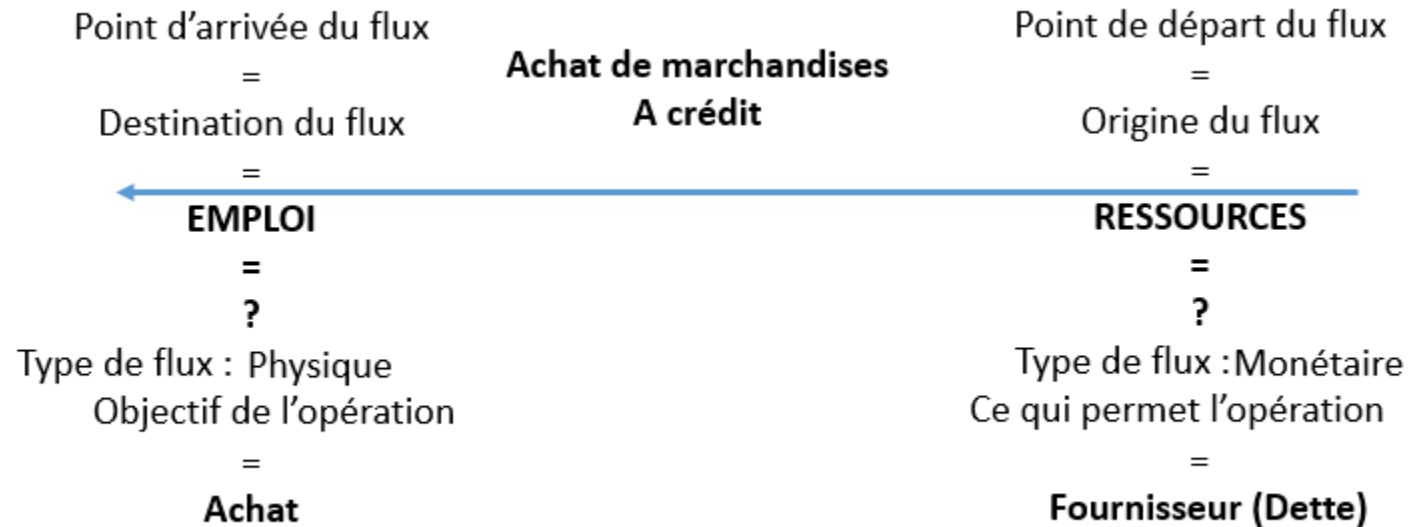 Point d’arrivée du flux
=
Destination du flux
=
EMPLOI
=
?
Type de flux : Physique
Objectif de l’opération
=
Achat
Achat de marchandises
A crédit
Point de départ du flux
=
Origine du flux
=
RESSOURCES
=
?
Type de flux :Monétaire
Ce qui permet l’opération
=
Fournisseur (Dette)